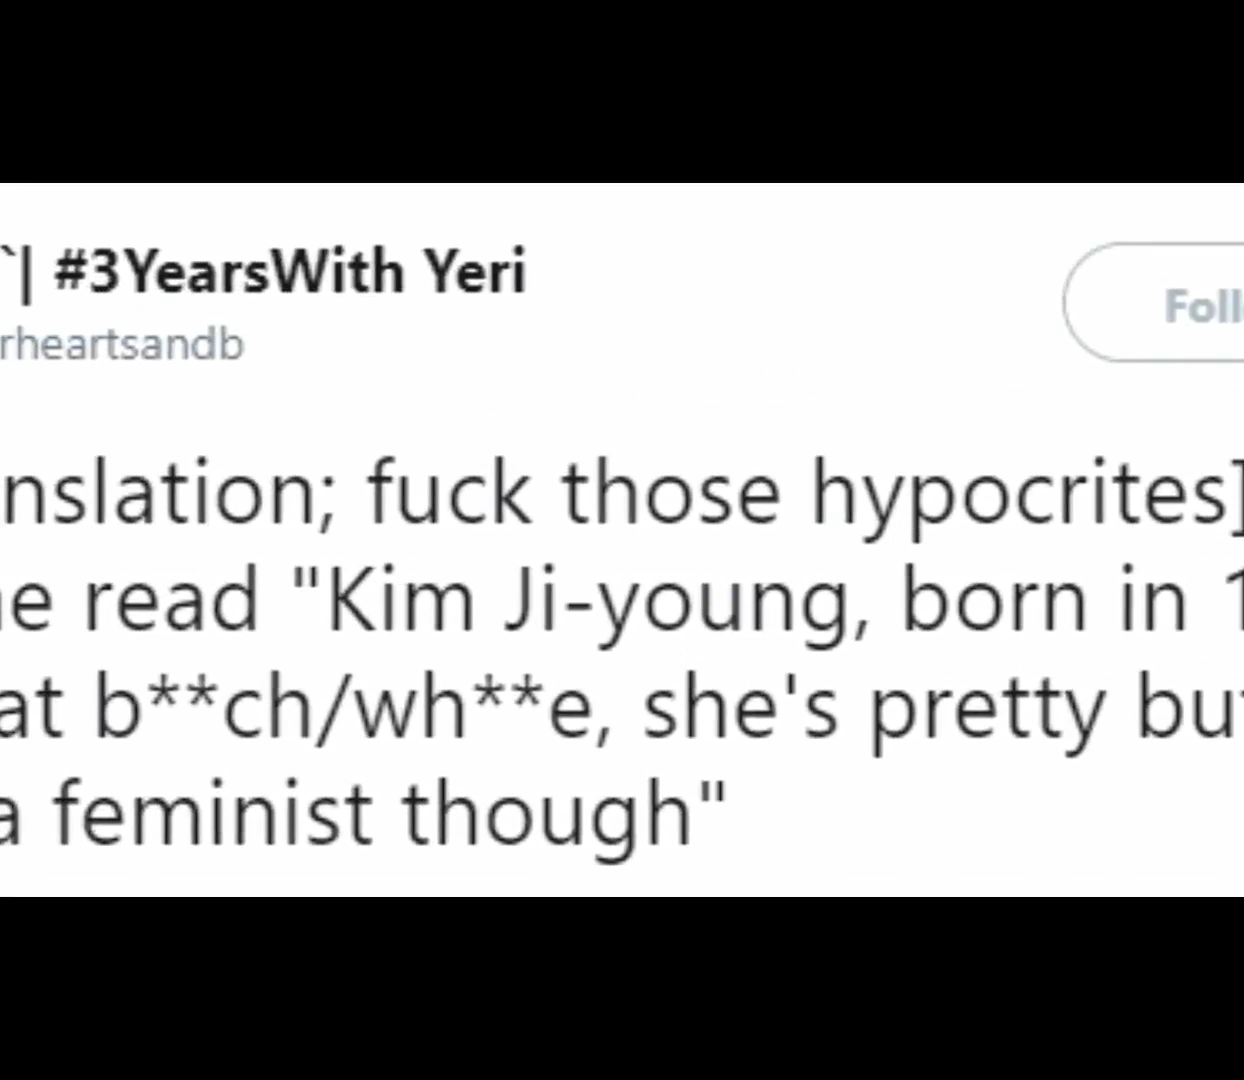 `| #3YearsWith Yeri
rheartsandb
Foll
nslation; fuck those hypocrites]
e read "Kim Ji-young, born in 1
at b**ch/wh**e, she's pretty but
a feminist though"